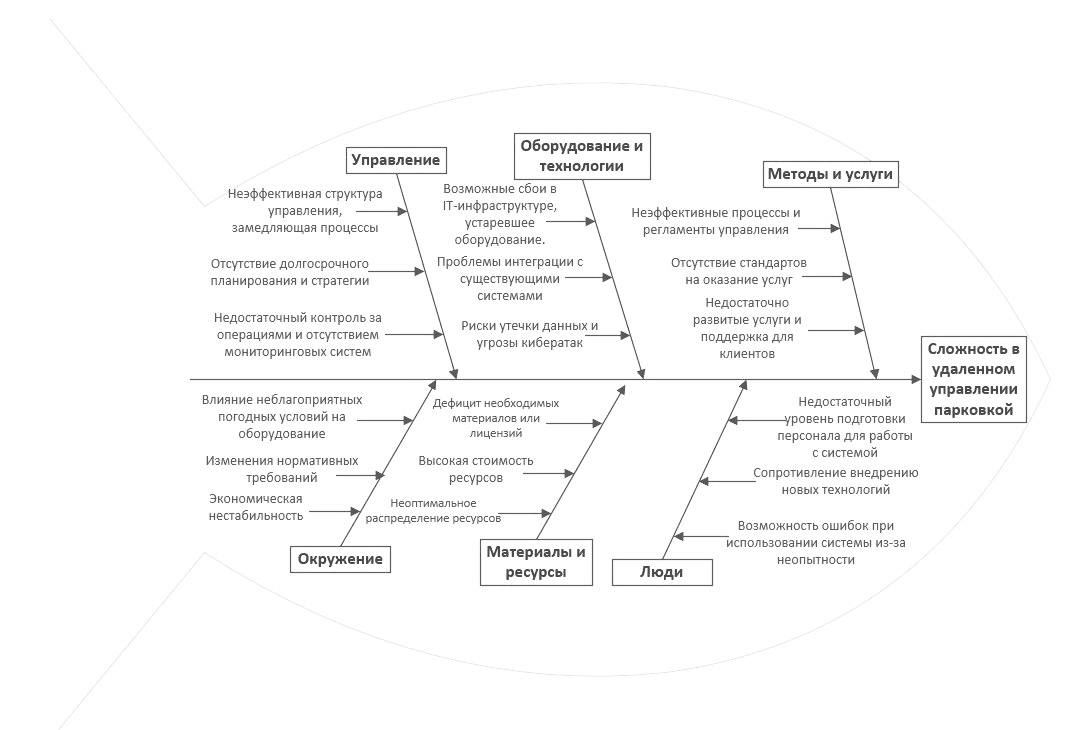 Управление
Неэффективная структура
управления,
замедляющая процессы
Отсутствие долгосрочного
планирования и стратегии
Недостаточный контроль за
операциями и отсутствием
мониторинговых систем
Оборудование и
технологии
Возможные сбои в
IT-инфраструктуре,
устаревшее
оборудование.
Проблемы интеграции с
существующими
системами
Риски утечки данных и
угрозы кибератак
Методы и услуги
Неэффективные процессы и
регламенты управления
Отсутствие стандартов
на оказание услуг
Недостаточно
развитые услуги и
поддержка для
клиентов
Сложность в
удаленном
управлении
парковкой
Влияние неблагоприятных
погодных условий на
оборудование
Изменения нормативных
требований
Экономическая
нестабильность
Окружение
Дефицит необходимых
материалов или
лицензий
Высокая стоимость
ресурсов
Неоптимальное
распределение ресурсов
Материалы и
ресурсы
Недостаточный
уровень подготовки
персонала для работы
с системой
Сопротивление внедрению
новых технологий
Возможность ошибок при
использовании системы из-за
неопытности
Люди